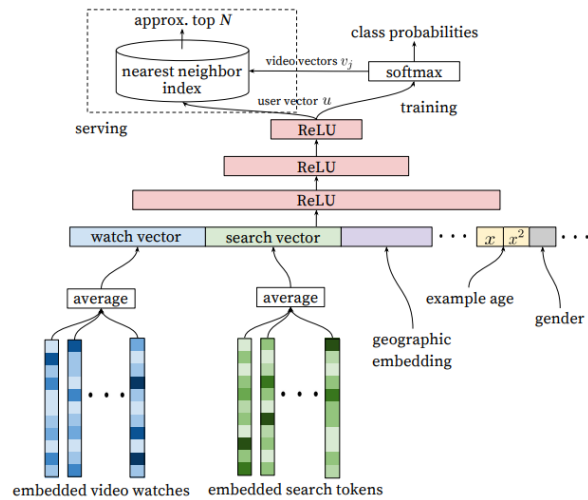 approx. top N
class probabilities
nearest neighbor
index
video vectors v_j
softmax
user vector u
serving
training
ReLU
ReLU
ReLU
watch vector
search vector
x
x²
average
average
example age
gender
geographic
embedding
embedded video watches
embedded search tokens